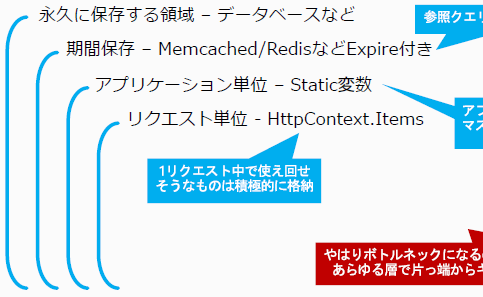 永久に保存する領域 – データベースなど
参照クエリ
期間保存 – Memcached/RedisなどExpire付き
アプリケーション単位 – Static変数
アプ
マス
リクエスト単位 - HttpContext.Items
1リクエスト中で使え回せ
そうなものは積極的に格納
やはりボトルネックになる
あらゆる層で片っ端から